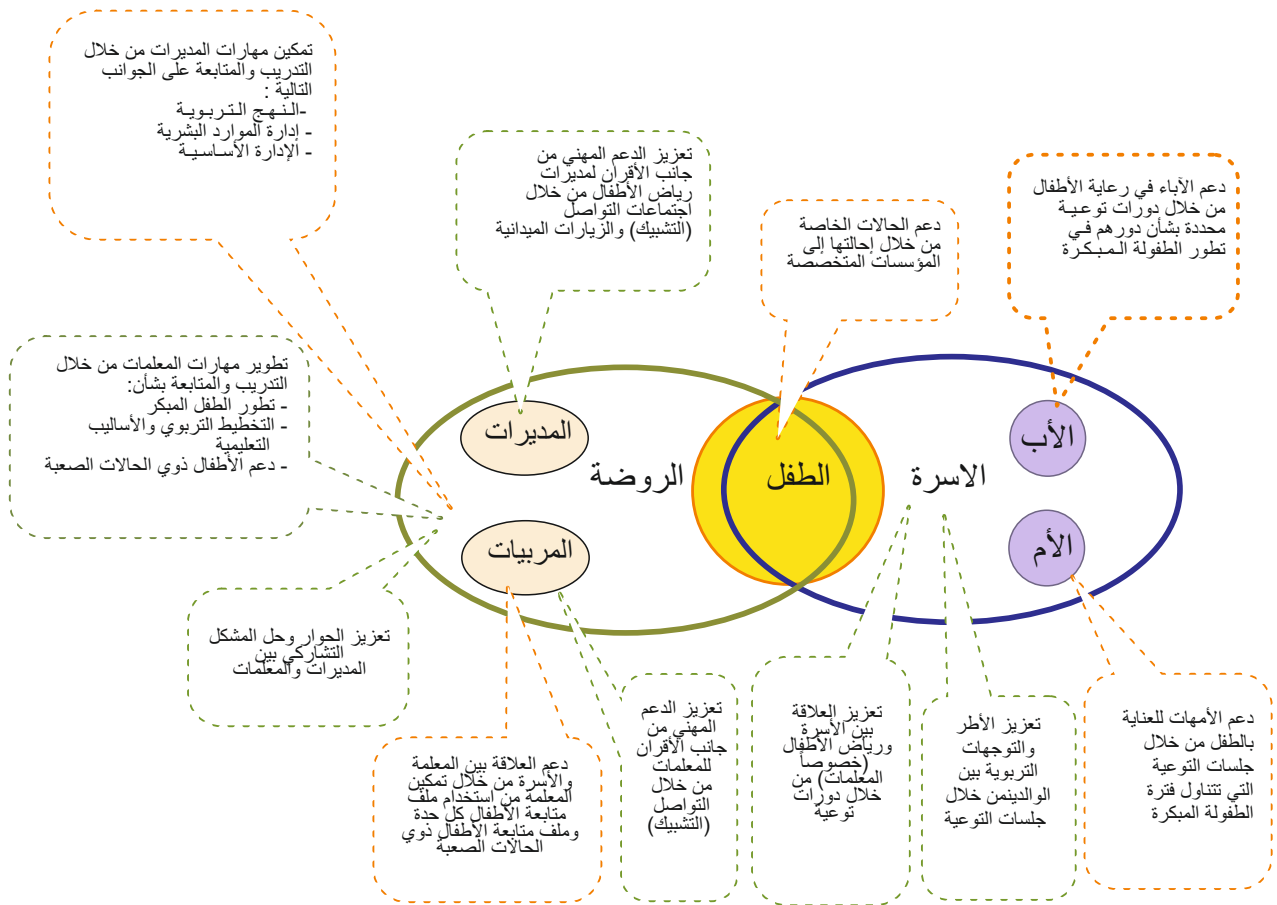 تمكين مهارات المديرات من خلال
التدريب والمتابعة على الجوانب
التالية :
-النهج التربوية
- إدارة الموارد البشرية
- الإدارة الأساسية
تعزيز الدعم المهني من
جانب الأقران لمديرات
رياض الأطفال من خلال
اجتماعات التواصل
(التشبيك) والزيارات الميدانية
دعم الحالات الخاصة
من خلال إحالتها إلى
المؤسسات المتخصصة
دعم الآباء في رعاية الأطفال
من خلال دورات توعية
محددة بشأن دورهم في
تطور الطفولة المبكرة
تطوير مهارات المعلمات من خلال
التدريب والمتابعة بشأن:
- تطور الطفل المبكر
- التخطيط التربوي والأساليب
التعليمية
- دعم الأطفال ذوي الحالات الصعبة
المديرات
الروضة
المربيات
الطفل
الاسرة
الأب
الأم
تعزيز الحوار وحل المشكل
التشاركي بين
المديرات والمعلمات
دعم العلاقة بين المعلمة
والأسرة من خلال تمكين
المعلمة من استخدام ملف
متابعة الأطفال كل حدة
وملف متابعة الأطفال ذوي
الحالات الصعبة
تعزيز الدعم
المهني من
جانب الأقران
للمعلمات
من خلال
التواصل
(التشبيك)
تعزيز العلاقة
بين الأسرة
ورياض الأطفال
(خصوصاً
المعلمات) من
خلال دورات
توعية
تعزيز الأطر
والتوجهات
التربوية بين
الوالدينمن خلال
جلسات التوعية
دعم الأمهات للعناية
بالطفل من خلال
جلسات التوعية
التي تتناول فترة
الطفولة المبكرة